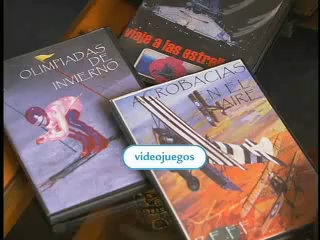 viaje a las estrellas
OLIMPIADAS
DE
INVIERNO
ACROBACIAS
EN EL
AIRE
videojuegos